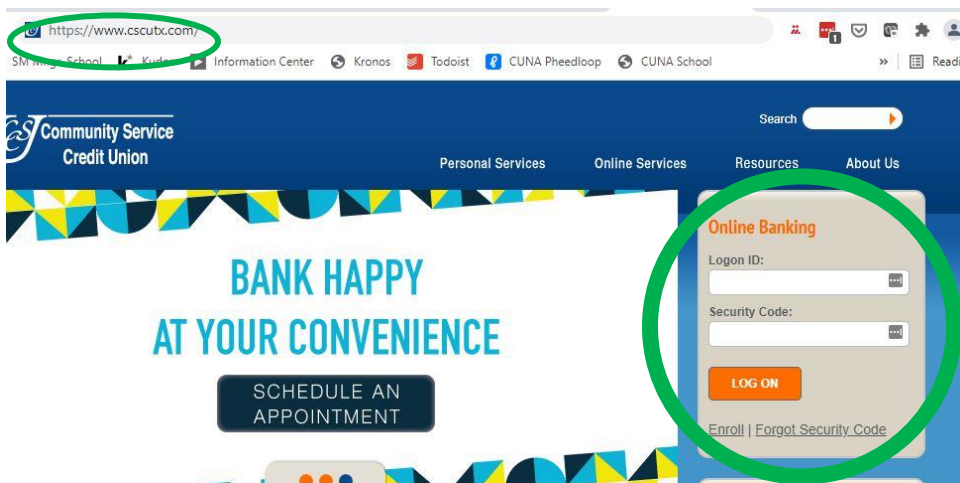 https://www.cscutx.com/
1
School Information Center Kronos Todoist CUNA Pheedloop CUNA School » Readi
Community Service
Credit Union
Search
Personal Services Online Services Resources About Us
BANK HAPPY
AT YOUR CONVENIENCE
SCHEDULE AN
APPOINTMENT
Online Banking
Logon ID:
Security Code:
LOG ON
Enroll | Forgot Security Code